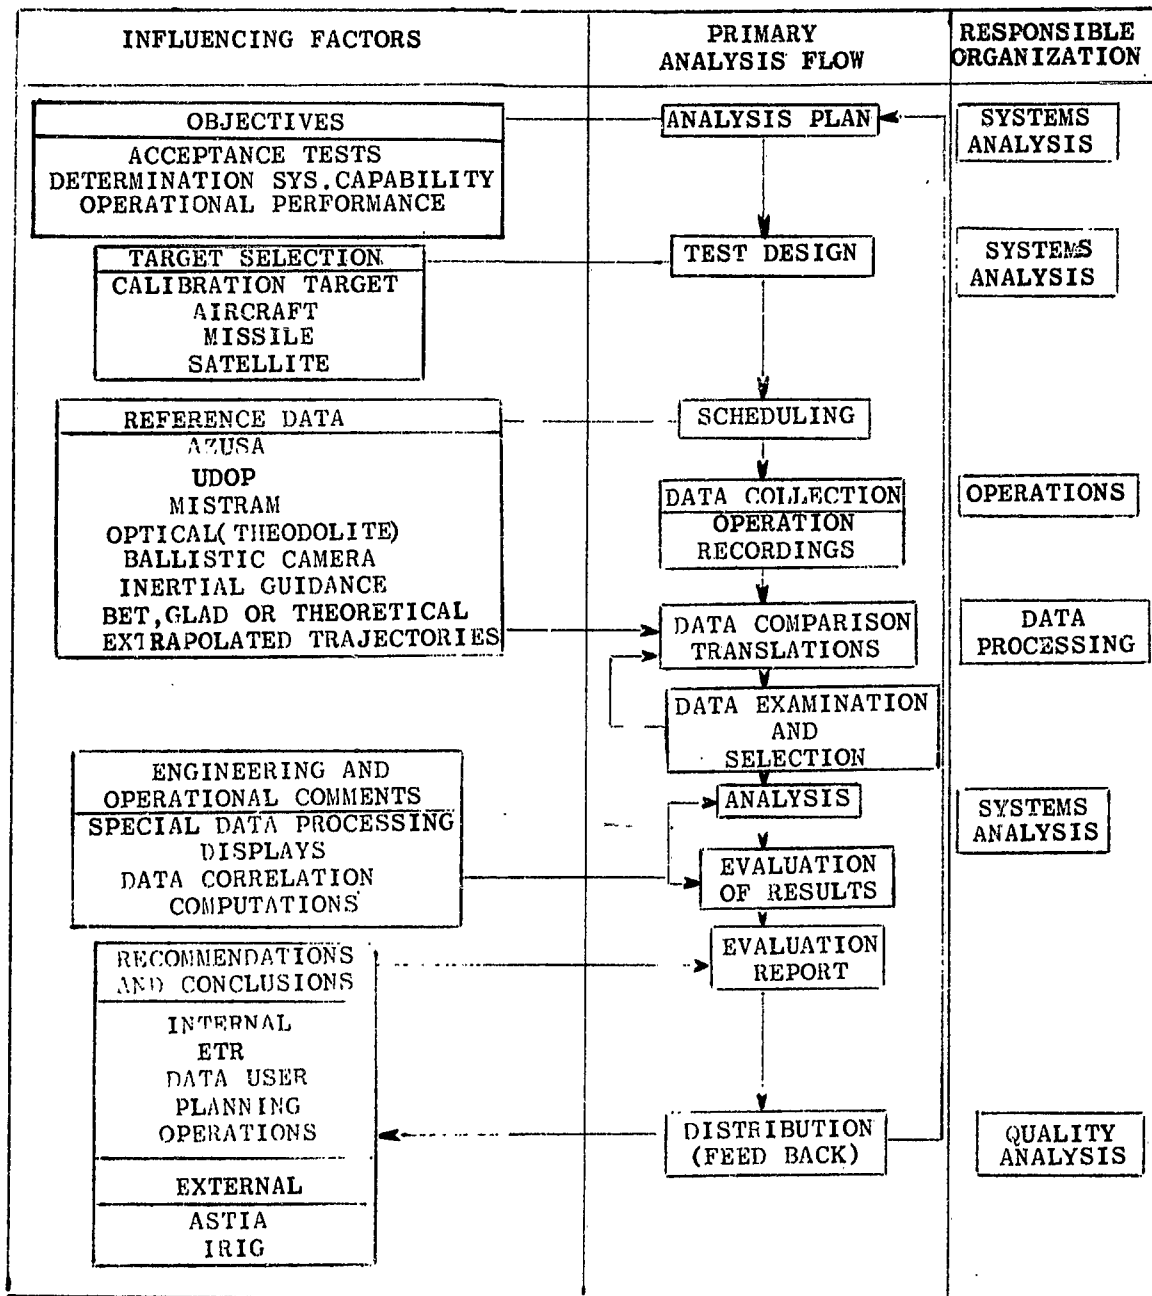 INFLUENCING FACTORS
PRIMARY
ANALYSIS FLOW
RESPONSIBLE
ORGANIZATION
OBJECTIVES
ACCEPTANCE TESTS
DETERMINATION SYS.CAPABILITY
OPERATIONAL PERFORMANCE
ANALYSIS PLAN
SYSTEMS
ANALYSIS
TARGET SELECTION
CALIBRATION TARGET
AIRCRAFT
MISSILE
SATELLITE
TEST DESIGN
SYSTEMS
ANALYSIS
REFERENCE DATA
AZUSA
UDOP
MISTRAM
OPTICAL(THEODOLITE)
BALLISTIC CAMERA
INERTIAL GUIDANCE
BET,GLAD OR THEORETICAL
EXTRAPOLATED TRAJECTORIES
SCHEDULING
DATA COLLECTION
OPERATION
RECORDINGS
OPERATIONS
DATA COMPARISON
TRANSLATIONS
DATA
PROCESSING
DATA EXAMINATION
AND
SELECTION
ENGINEERING AND
OPERATIONAL COMMENTS
SPECIAL DATA PROCESSING
DISPLAYS
DATA CORRELATION
COMPUTATIONS
ANALYSIS
SYSTEMS
ANALYSIS
EVALUATION
OF RESULTS
RECOMMENDATIONS
AND CONCLUSIONS
INTERNAL
ETR
DATA USER
PLANNING
OPERATIONS
EXTERNAL
ASTIA
IRIG
EVALUATION
REPORT
DISTRIBUTION
(FEED BACK)
QUALITY
ANALYSIS